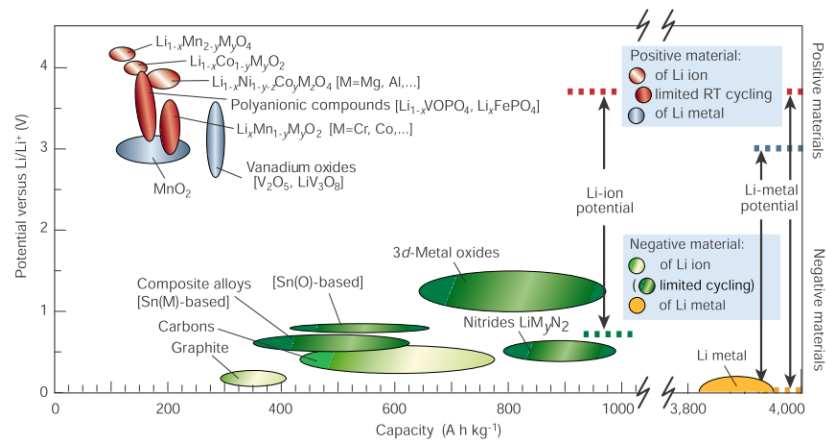 Potential versus Li/Li⁺ (V)
4
3
2
1
0
Li₁₋ₓMn₂₋yMyO₄
Li₁₋ₓCo₁₋yMyO₂
Li₁₋ₓNi₁₋y₋zCoyMzO₄ [M=Mg, Al,...]
Polyanionic compounds [Li₁₋ₓVOPO₄, LiₓFePO₄]
LiₓMn₁₋yMyO₂ [M=Cr, Co,...]
MnO₂
Vanadium oxides
[V₂O₅, LiV₃O₈]
Positive material:
of Li ion
limited RT cycling
of Li metal
Positive materials
Li-ion
potential
Li-metal
potential
3d-Metal oxides
[Sn(O)-based]
Composite alloys
[Sn(M)-based]
Carbons
Graphite
Nitrides LiMyN₂
Negative material:
of Li ion
( limited cycling)
of Li metal
Negative materials
Li metal
0 200 400 600 800 1000 3,800 4,000
Capacity (A h kg⁻¹)